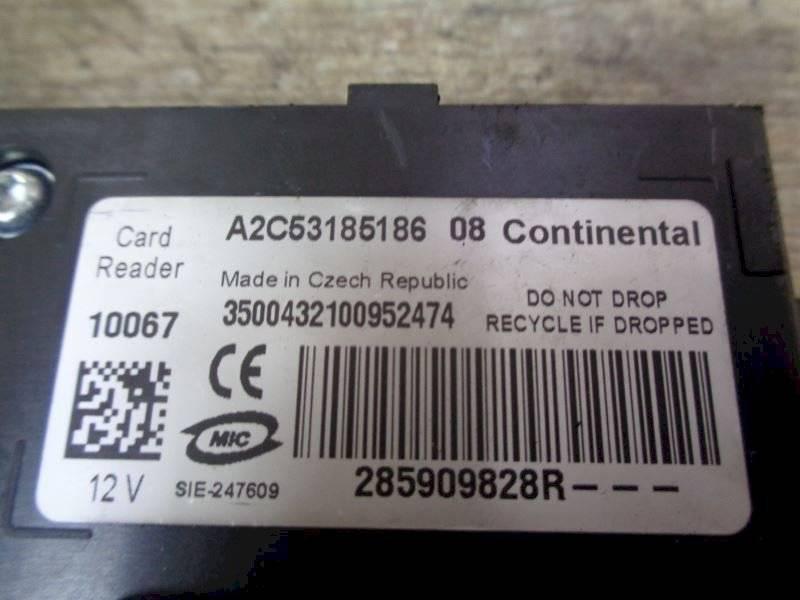 Card Reader
A2C53185186 08 Continental
Made in Czech Republic
10067
3500432100952474
DO NOT DROP
RECYCLE IF DROPPED
CE
MIC
12 V
SIE-247609
285909828R---